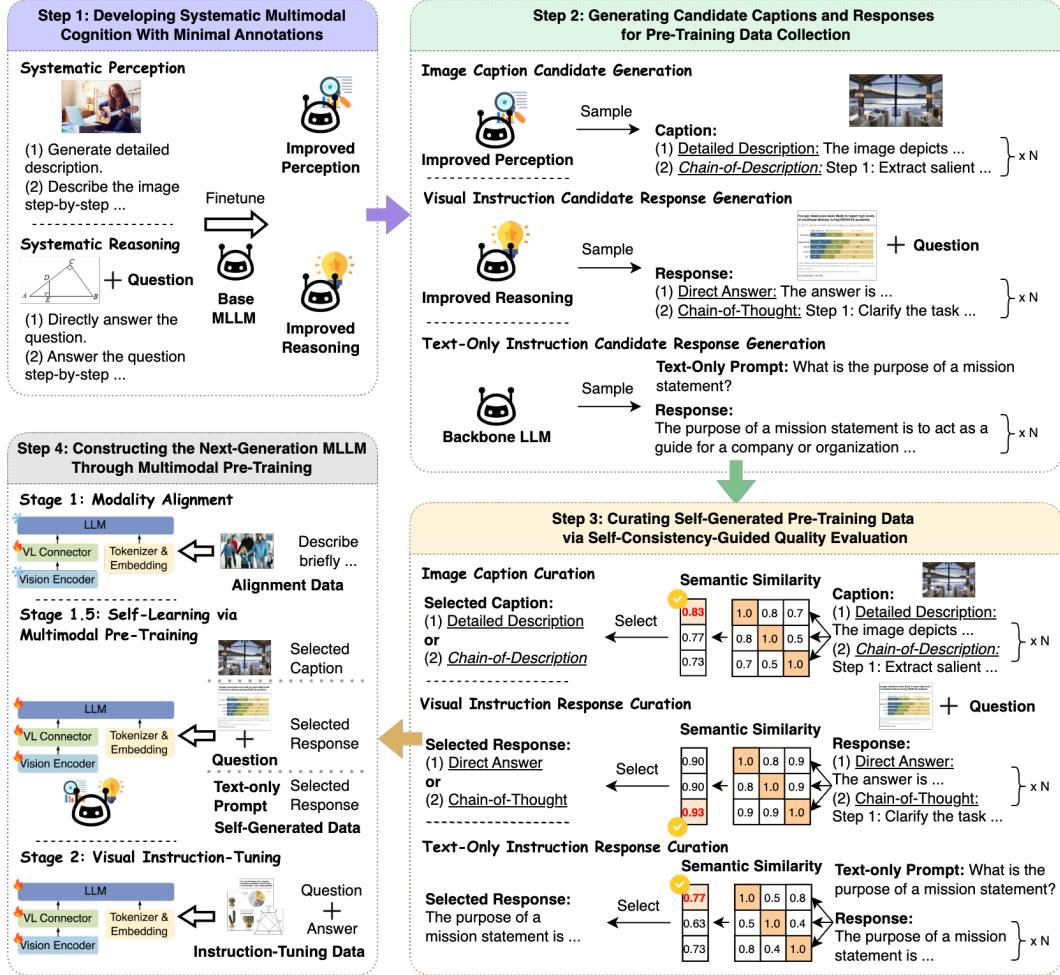 Step 1: Developing Systematic Multimodal
Cognition With Minimal Annotations
Systematic Perception
(1) Generate detailed
description.
(2) Describe the image
step-by-step ...
Systematic Reasoning
C
D
A
E
B
+ Question
(1) Directly answer the
question.
(2) Answer the question
step-by-step ...
Finetune
Base
MLLM
Improved
Perception
Improved
Reasoning
Step 2: Generating Candidate Captions and Responses
for Pre-Training Data Collection
Image Caption Candidate Generation
Improved Perception
Sample
Caption:
(1) Detailed Description: The image depicts ...
(2) Chain-of-Description: Step 1: Extract salient ...
x N
Visual Instruction Candidate Response Generation
Improved Reasoning
Sample
+ Question
Response:
(1) Direct Answer: The answer is ...
(2) Chain-of-Thought: Step 1: Clarify the task ...
x N
Text-Only Instruction Candidate Response Generation
Backbone LLM
Sample
Text-Only Prompt: What is the purpose of a mission
statement?
Response:
The purpose of a mission statement is to act as a
guide for a company or organization ...
x N
Step 3: Curating Self-Generated Pre-Training Data
via Self-Consistency-Guided Quality Evaluation
Image Caption Curation
Selected Caption:
(1) Detailed Description
or
(2) Chain-of-Description
Select
Semantic Similarity
0.83
0.77
0.73
1.0 0.8 0.7
0.8 1.0 0.5
0.7 0.5 1.0
Caption:
(1) Detailed Description:
The image depicts ...
(2) Chain-of-Description:
Step 1: Extract salient ...
x N
Visual Instruction Response Curation
Selected Response:
(1) Direct Answer
or
(2) Chain-of-Thought
Select
Semantic Similarity
0.90
0.90
0.93
1.0 0.8 0.9
0.8 1.0 0.9
0.9 0.9 1.0
+ Question
Response:
(1) Direct Answer:
The answer is ...
(2) Chain-of-Thought:
Step 1: Clarify the task ...
x N
Text-Only Instruction Response Curation
Selected Response:
The purpose of a
mission statement is ...
Select
Semantic Similarity
0.77
0.63
0.73
1.0 0.5 0.8
0.5 1.0 0.4
0.8 0.4 1.0
Text-only Prompt: What is the
purpose of a mission statement?
Response:
The purpose of a mission
statement is ...
x N
Step 4: Constructing the Next-Generation MLLM
Through Multimodal Pre-Training
Stage 1: Modality Alignment
LLM
VL Connector
Vision Encoder
Tokenizer &
Embedding
Describe
briefly ...
Alignment Data
Stage 1.5: Self-Learning via
Multimodal Pre-Training
Selected
Caption
LLM
VL Connector
Vision Encoder
Tokenizer &
Embedding
+
Question
Selected
Response
Text-only
Prompt
Selected
Response
Self-Generated Data
Stage 2: Visual Instruction-Tuning
LLM
VL Connector
Vision Encoder
Tokenizer &
Embedding
Question
+
Answer
Instruction-Tuning Data